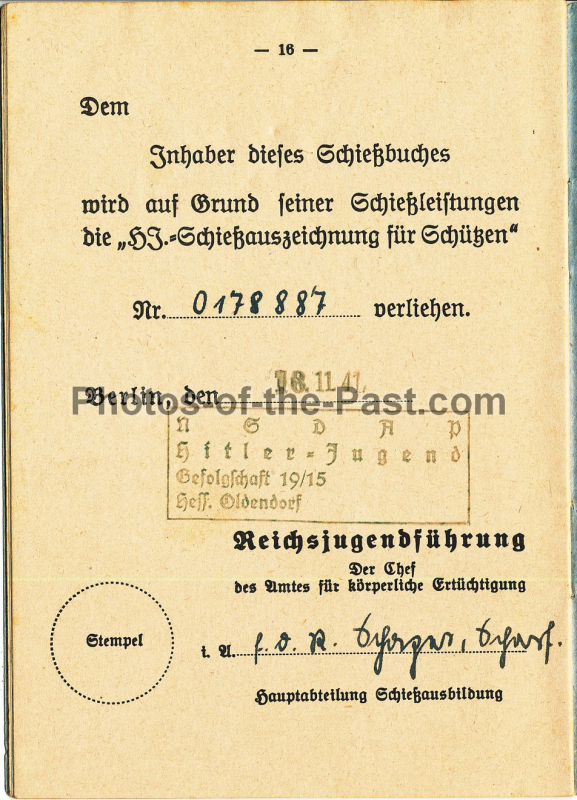 — 16 —
Dem
Inhaber dieses Schießbuches
wird auf Grund seiner Schießleistungen
die „HJ.=Schießauszeichnung für Schützen“
Nr. 0178887 verliehen.
Berlin, den 16.11.41.
Photos-of-the-Past.com
N S D A P
Hitler=Jugend
Gefolgschaft 19/15
Hess. Oldendorf
Reichsjugendführung
Der Chef
des Amtes für körperliche Ertüchtigung
Stempel
i. A. f. d. R. Scharf.
Hauptabteilung Schießausbildung